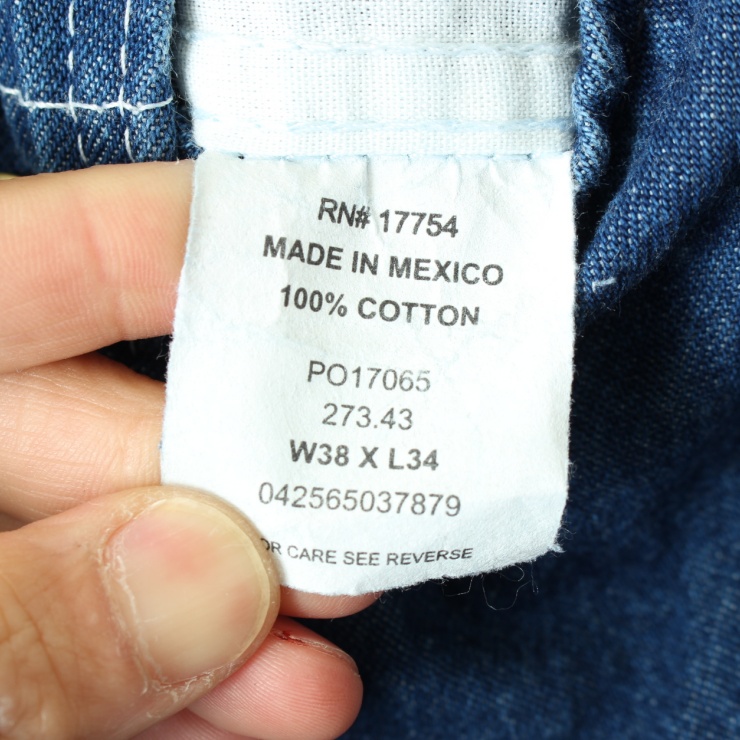 RN# 17754
MADE IN MEXICO
100% COTTON
PO17065
273.43
W38 X L34
042565037879
OR CARE SEE REVERSE